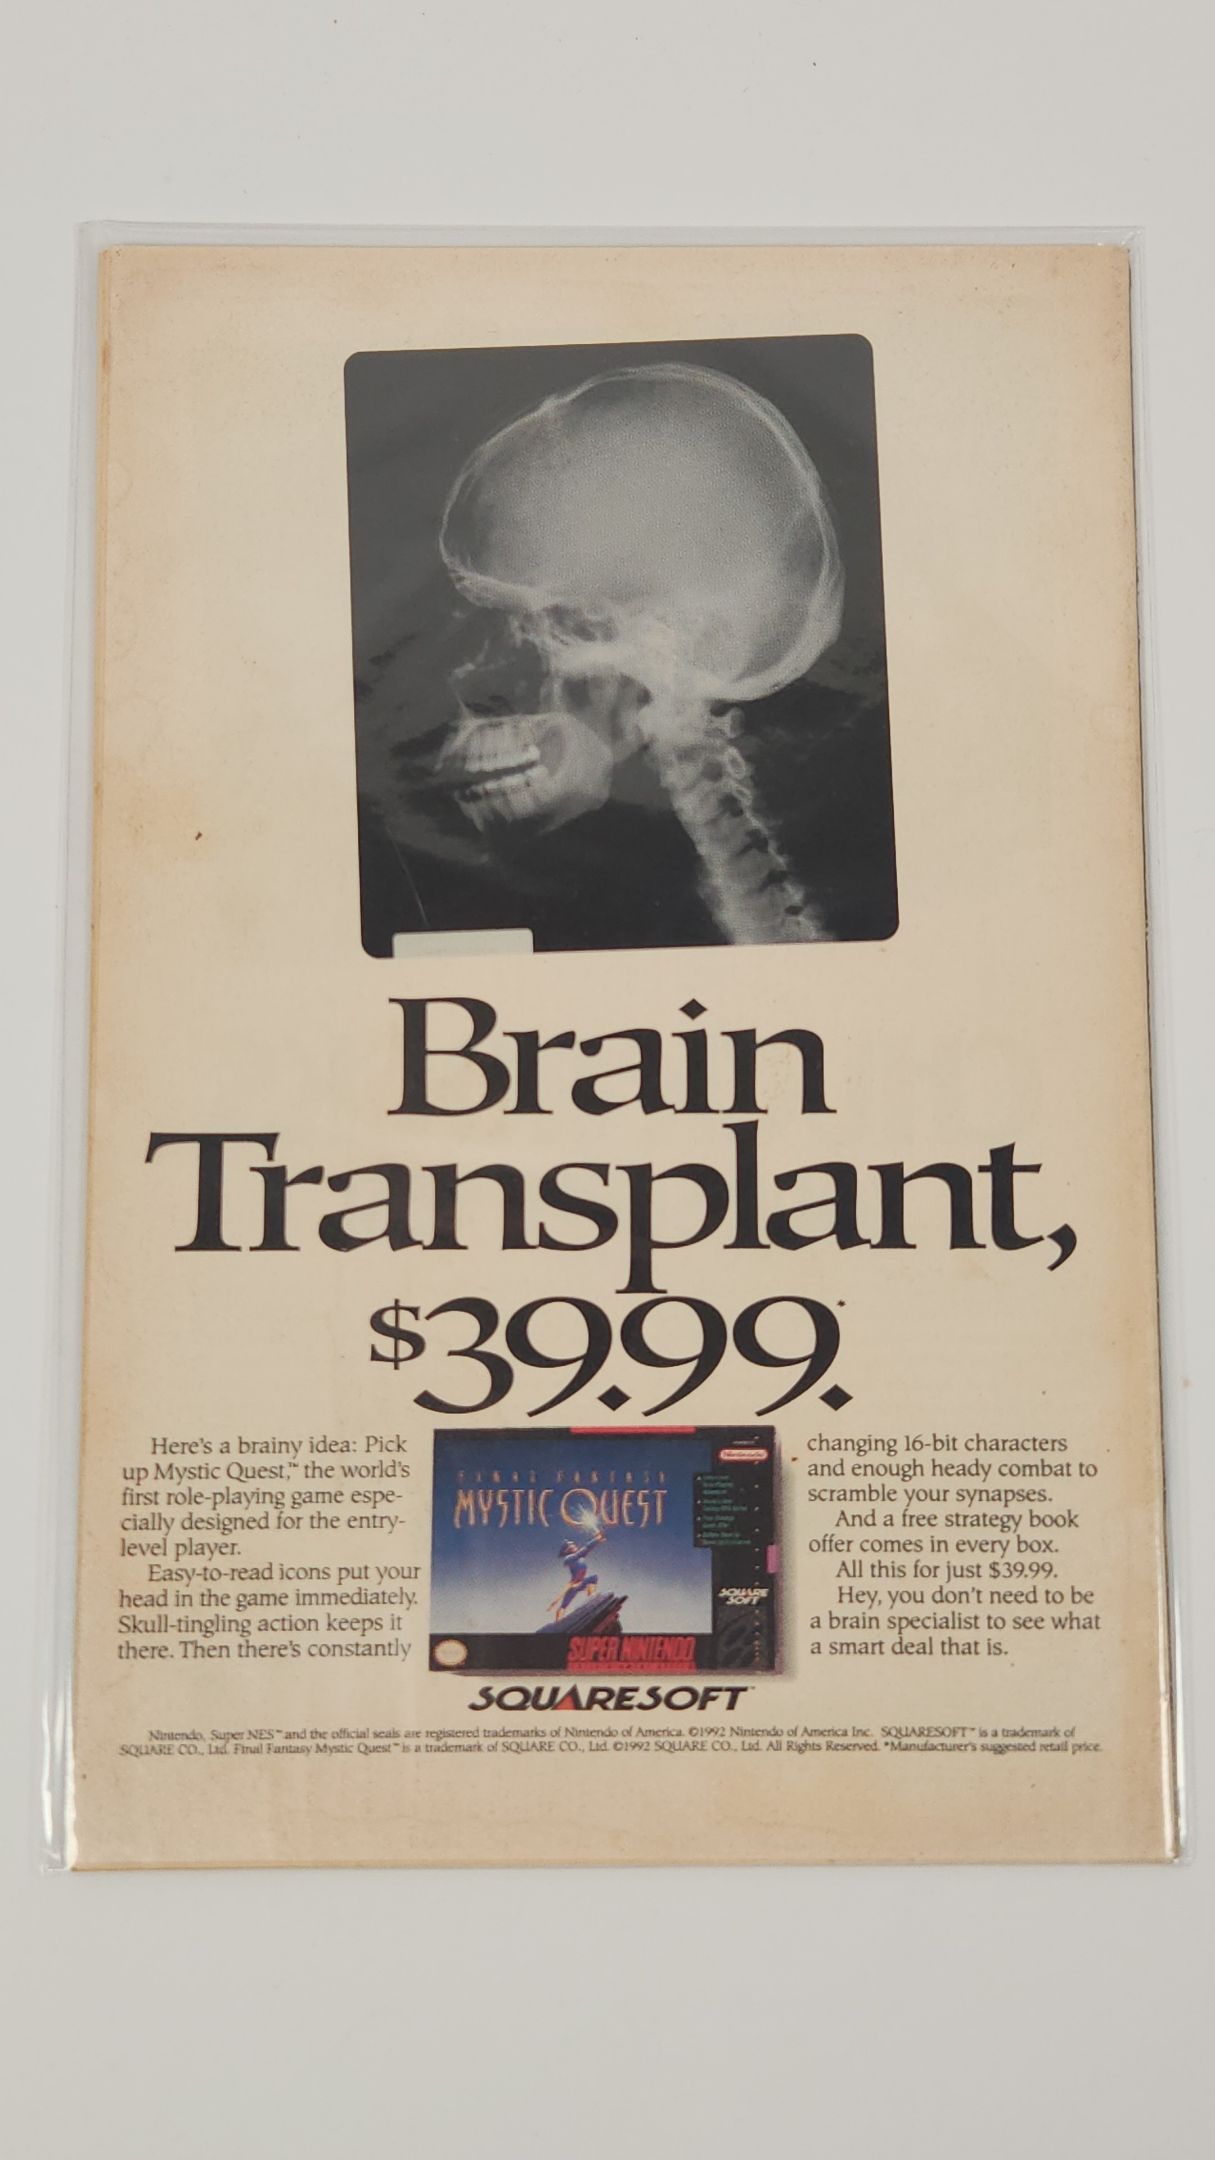 Brain
Transplant,
$39.99.*
Here's a brainy idea: Pick
up Mystic Quest,™ the world's
first role-playing game espe-
cially designed for the entry-
level player.
Easy-to-read icons put your
head in the game immediately.
Skull-tingling action keeps it
there. Then there's constantly
FINAL FANTASY
MYSTIC QUEST
Nintendo
SQUARE
SOFT
SUPER NINTENDO
changing 16-bit characters
and enough heady combat to
scramble your synapses.
And a free strategy book
offer comes in every box.
All this for just $39.99.
Hey, you don't need to be
a brain specialist to see what
a smart deal that is.
SQUARESOFT™
Nintendo, Super NES™ and the official seals are registered trademarks of Nintendo of America. ©1992 Nintendo of America Inc. SQUARESOFT™ is a trademark of
SQUARE CO., Ltd. Final Fantasy Mystic Quest™ is a trademark of SQUARE CO., Ltd. ©1992 SQUARE CO., Ltd. All Rights Reserved. *Manufacturer's suggested retail price.